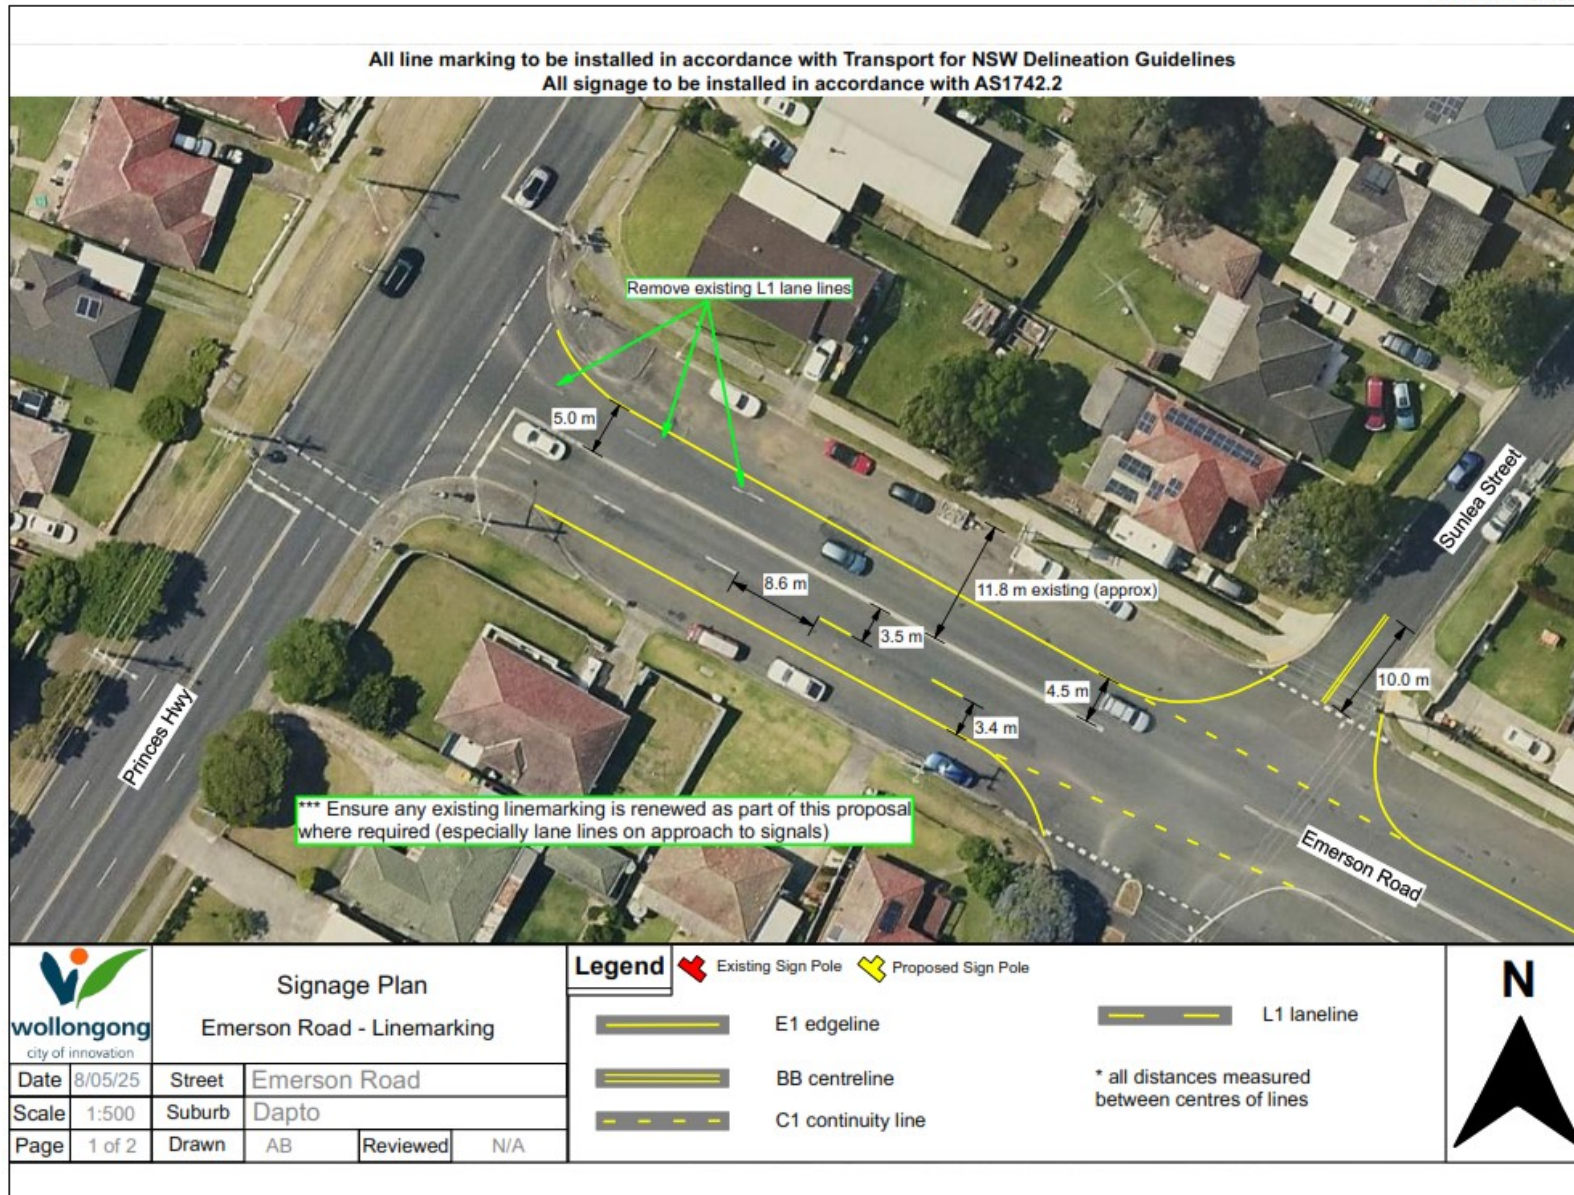 All line marking to be installed in accordance with Transport for NSW Delineation Guidelines
All signage to be installed in accordance with AS1742.2
Remove existing L1 lane lines
5.0 m
8.6 m
11.8 m existing (approx)
3.5 m
4.5 m
3.4 m
10.0 m
Sunlea Street
Princes Hwy
Emerson Road
*** Ensure any existing linemarking is renewed as part of this proposal
where required (especially lane lines on approach to signals)
wollongong
city of innovation
Signage Plan
Emerson Road - Linemarking
Date 8/05/25 Street Emerson Road
Scale 1:500 Suburb Dapto
Page 1 of 2 Drawn AB Reviewed N/A
Legend Existing Sign Pole Proposed Sign Pole
E1 edgeline
L1 laneline
BB centreline
C1 continuity line
* all distances measured
between centres of lines
N